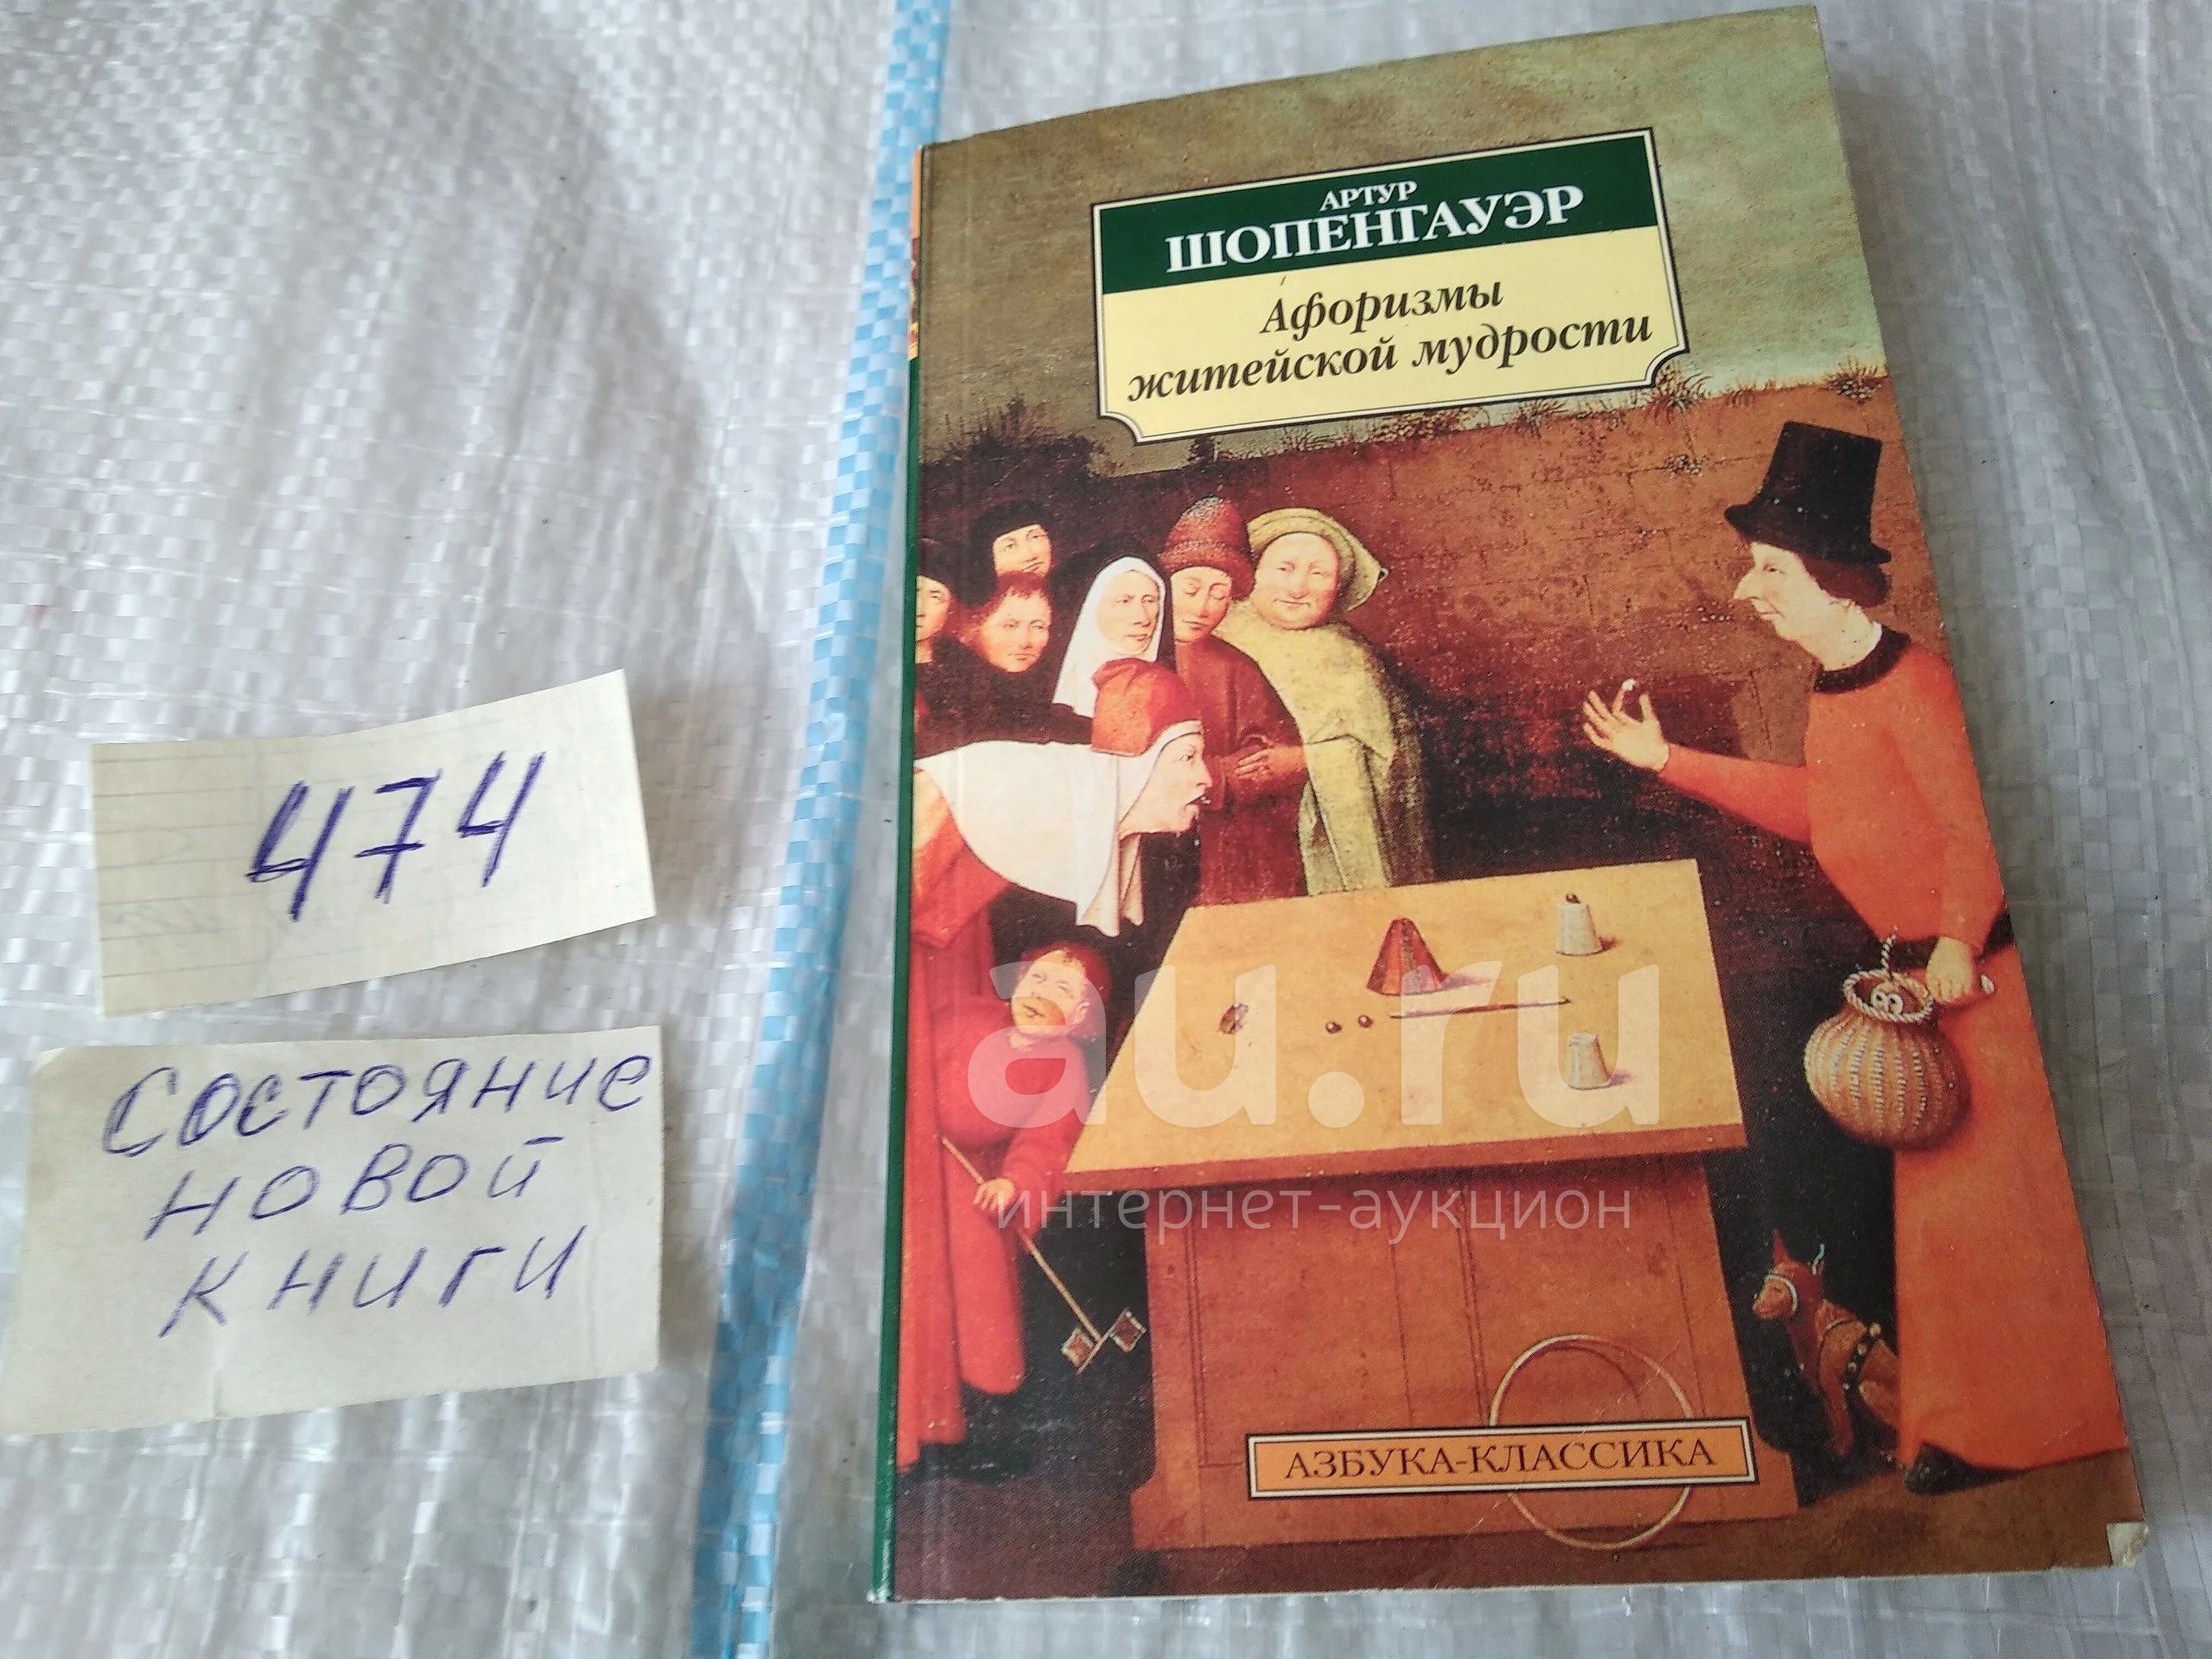 АРТУР
ШОПЕНГАУЭР
Афоризмы
житейской мудрости
474
СОСТОЯНИЕ
НОВОЙ
КНИГИ
au.ru
интернет-аукцион
АЗБУКА-КЛАССИКА